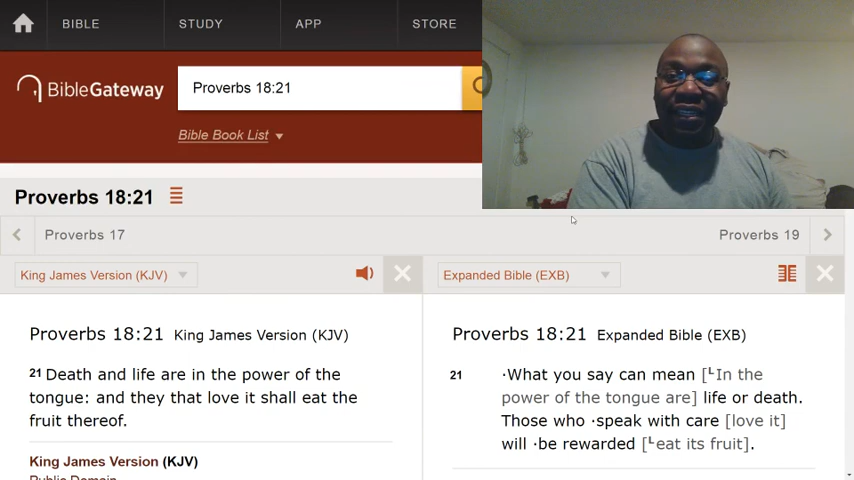 BIBLE STUDY APP STORE
BibleGateway
Proverbs 18:21
Bible Book List
Proverbs 18:21
Proverbs 17
Proverbs 19
King James Version (KJV)
Expanded Bible (EXB)
Proverbs 18:21 King James Version (KJV)
21 Death and life are in the power of the
tongue: and they that love it shall eat the
fruit thereof.
King James Version (KJV)
Public Domain
Proverbs 18:21 Expanded Bible (EXB)
21 ·What you say can mean [└In the
power of the tongue are] life or death.
Those who ·speak with care [love it]
will ·be rewarded [└eat its fruit].